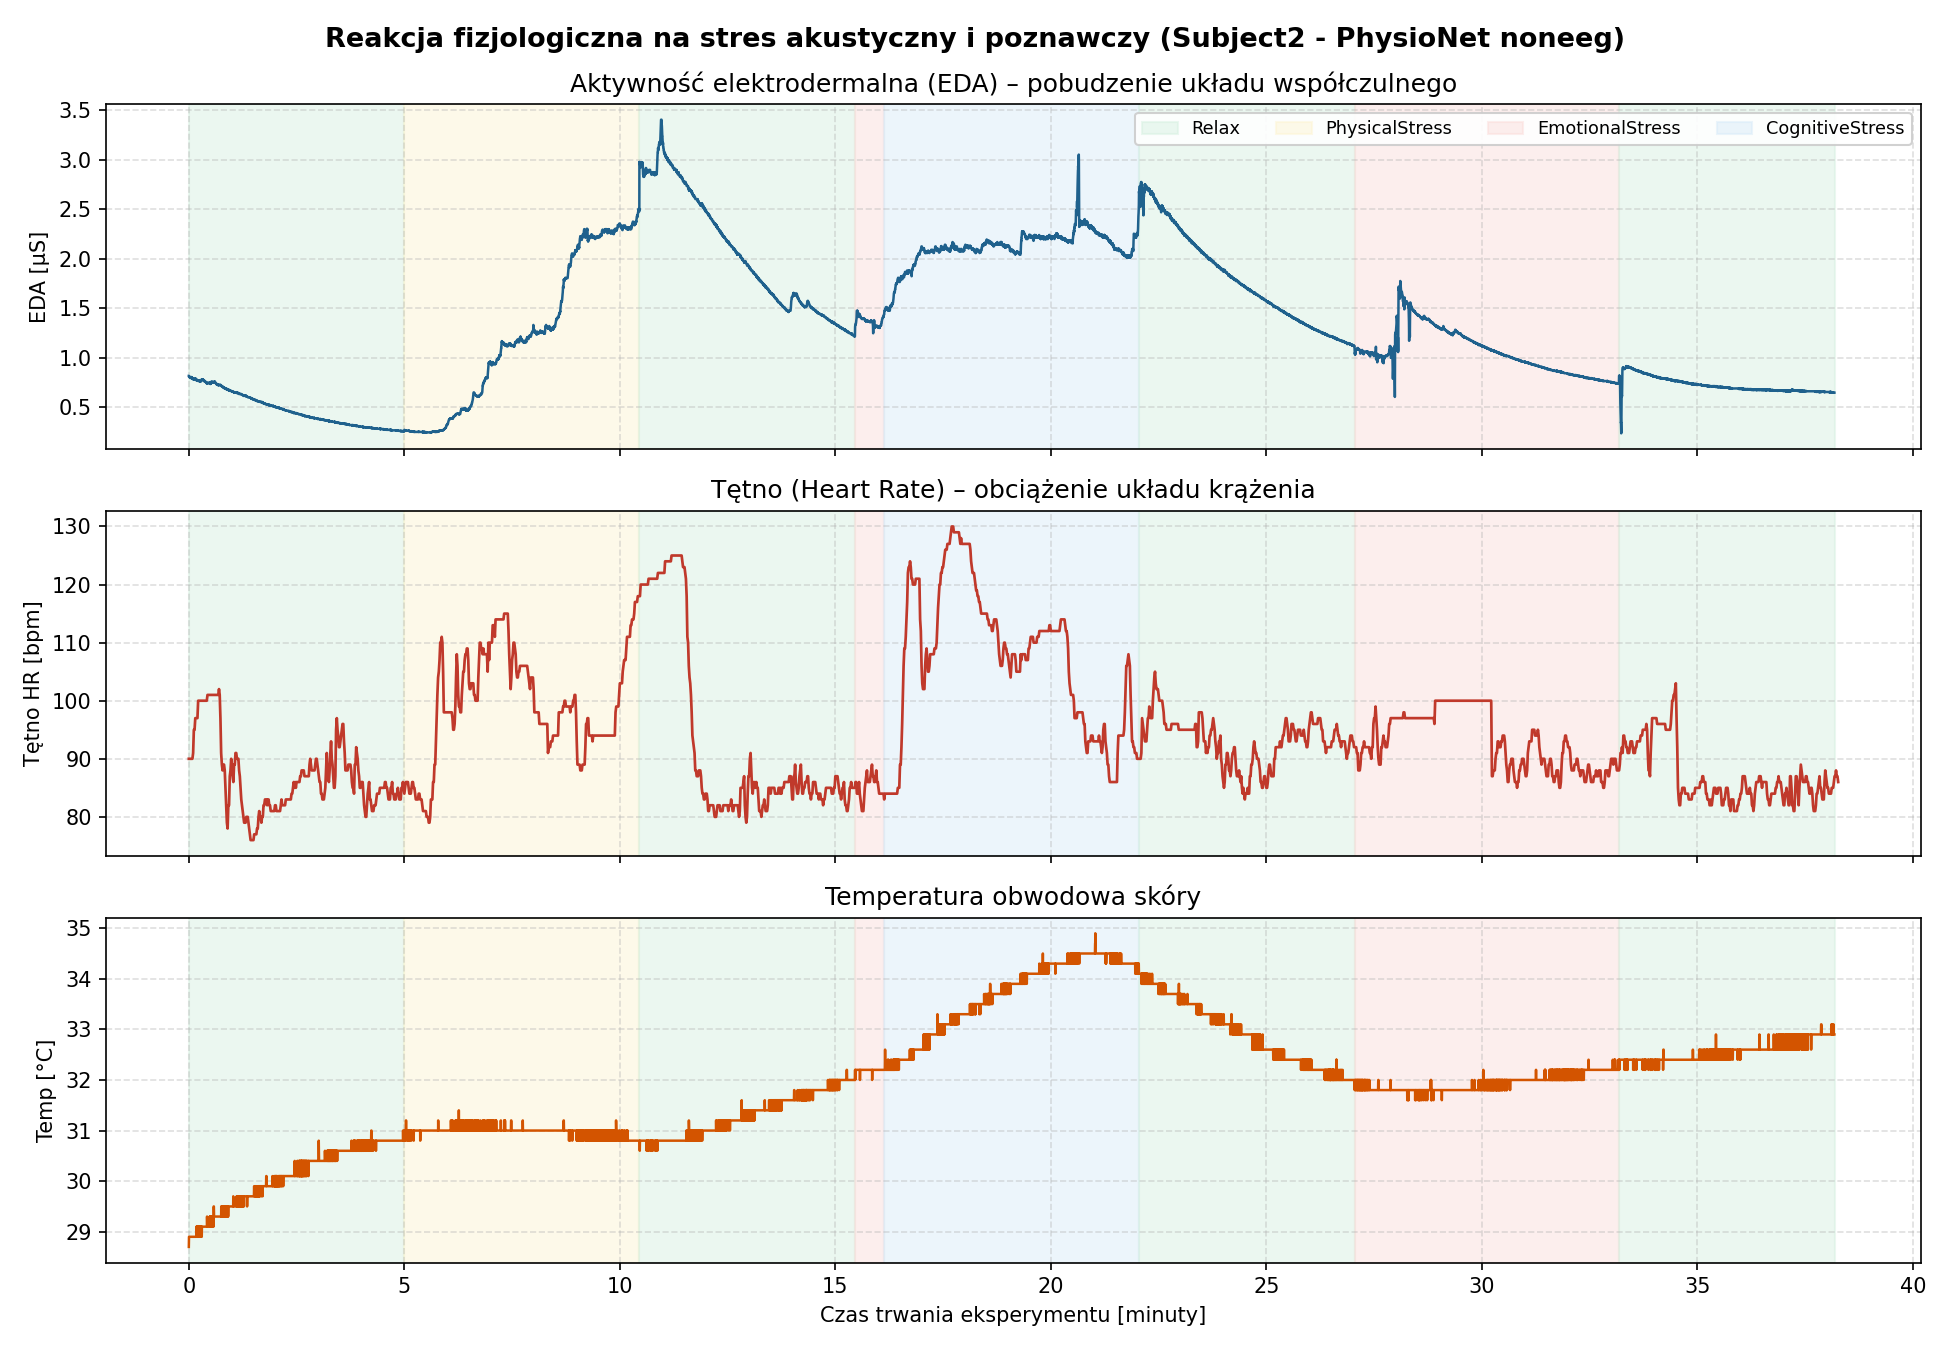 Reakcja fizjologiczna na stres akustyczny i poznawczy (Subject2 - PhysioNet noneeg)
Aktywność elektrodermalna (EDA) – pobudzenie układu współczulnego
EDA [µS]
3.5
3.0
2.5
2.0
1.5
1.0
0.5
Relax PhysicalStress EmotionalStress CognitiveStress
Tętno (Heart Rate) – obciążenie układu krążenia
Tętno HR [bpm]
130
120
110
100
90
80
Temperatura obwodowa skóry
Temp [°C]
35
34
33
32
31
30
29
0 5 10 15 20 25 30 35 40
Czas trwania eksperymentu [minuty]